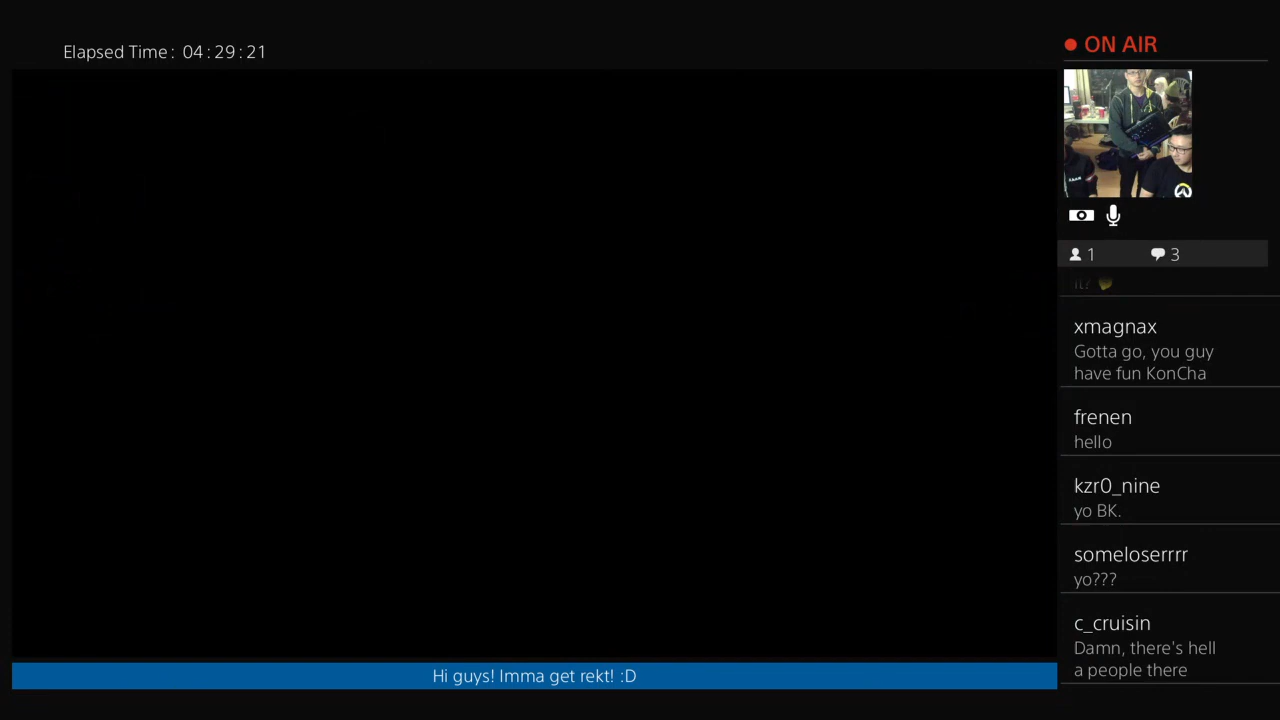 Elapsed Time: 04:29:21
ON AIR
1
3
it?
xmagnax
Gotta go, you guy
have fun KonCha
frenen
hello
kzr0_nine
yo BK.
someloserrrr
yo???
c_cruisin
Damn, there's hell
a people there
Hi guys! Imma get rekt! :D